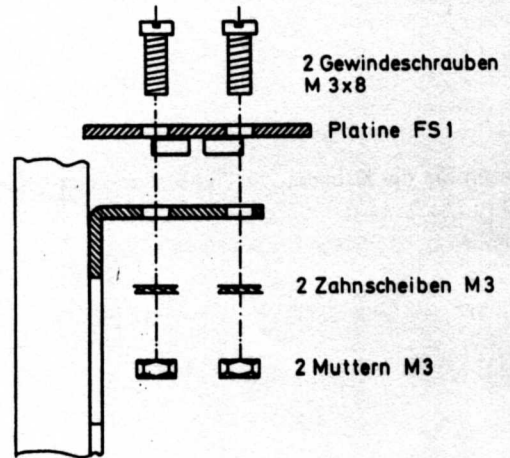 2 Gewindeschrauben
M 3x8
Platine FS1
2 Zahnscheiben M3
2 Muttern M3